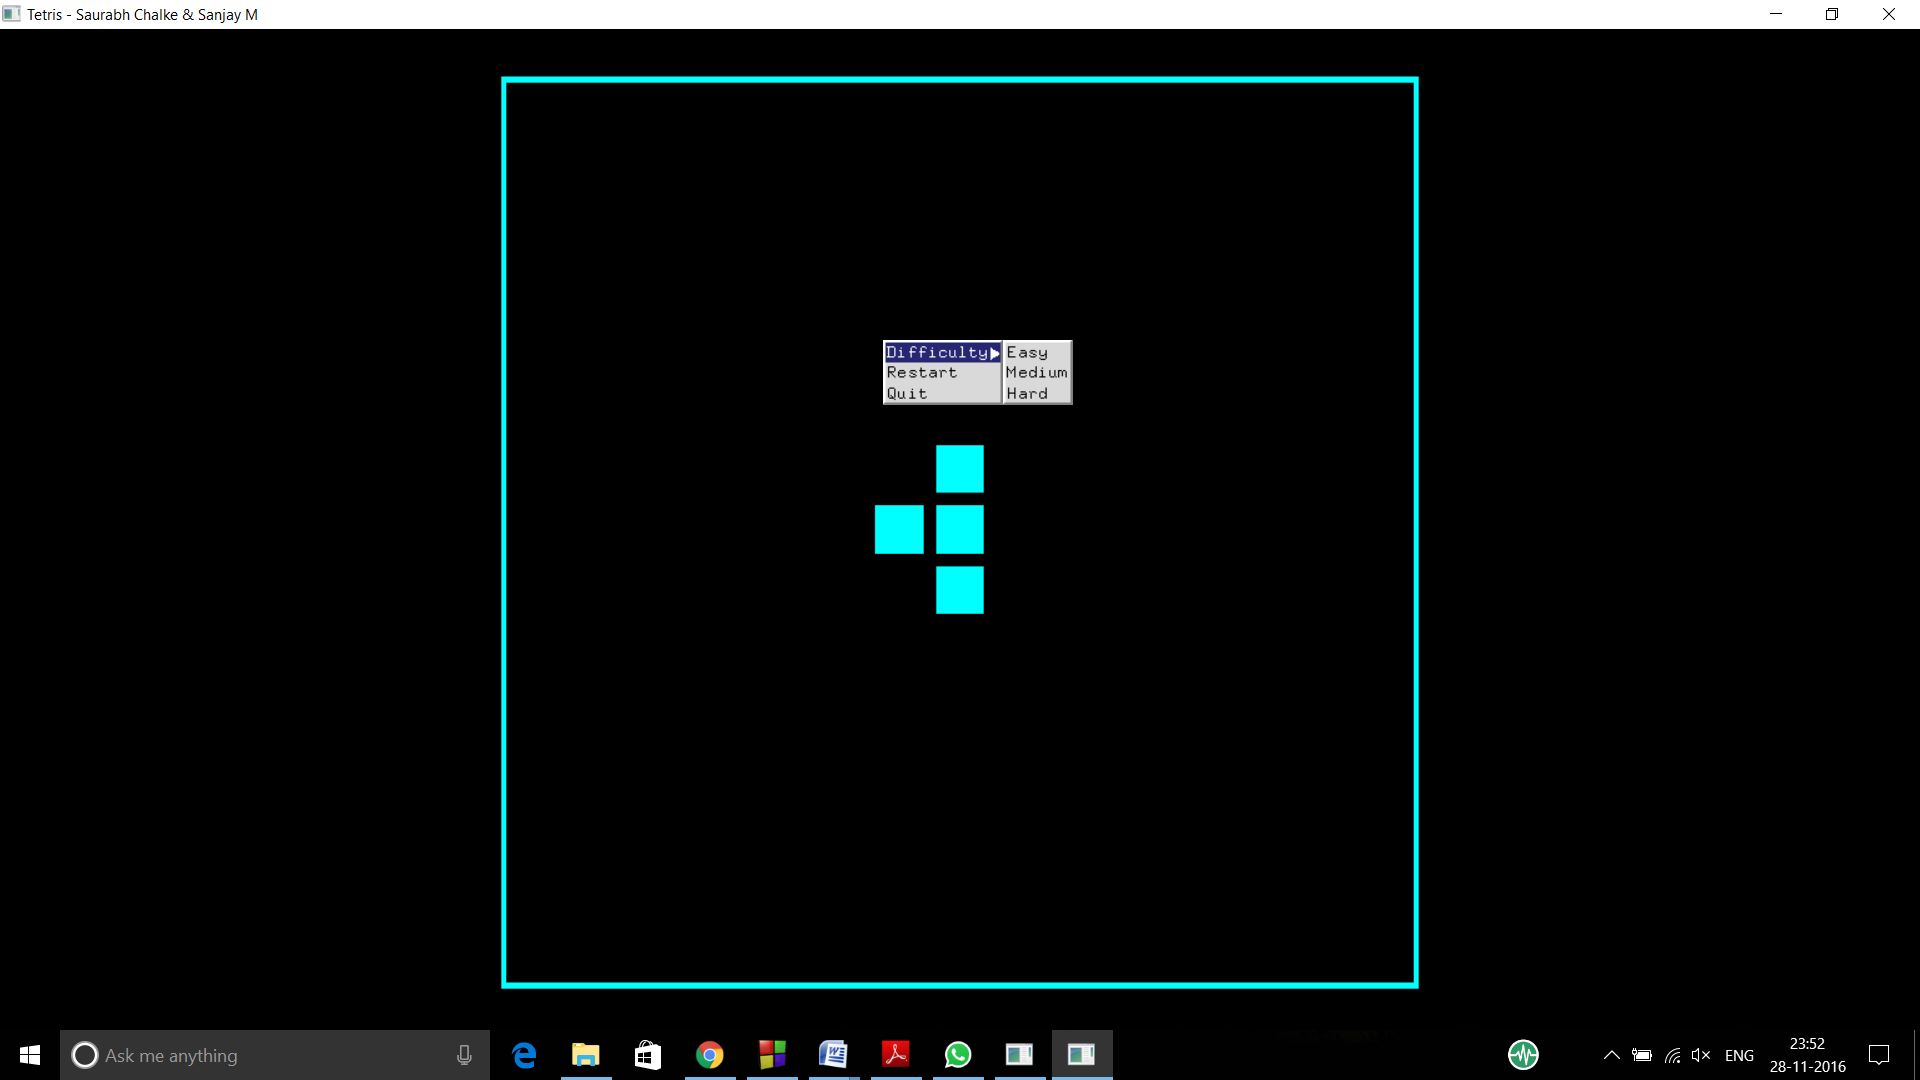 Tetris - Saurabh Chalke & Sanjay M
Difficulty Easy
Restart Medium
Quit Hard
Ask me anything
ENG
23:52
28-11-2016